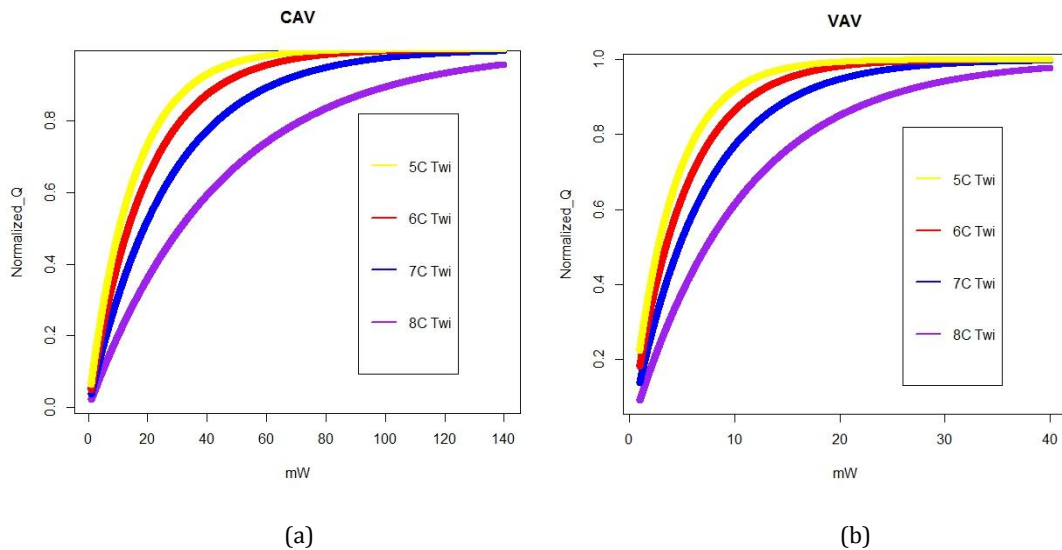 CAV
Normalized_Q
0.0 0.2 0.4 0.6 0.8
5C Twi
6C Twi
7C Twi
8C Twi
0 20 40 60 80 100 120 140
mW
(a)
VAV
Normalized_Q
0.2 0.4 0.6 0.8 1.0
5C Twi
6C Twi
7C Twi
8C Twi
0 10 20 30 40
mW
(b)